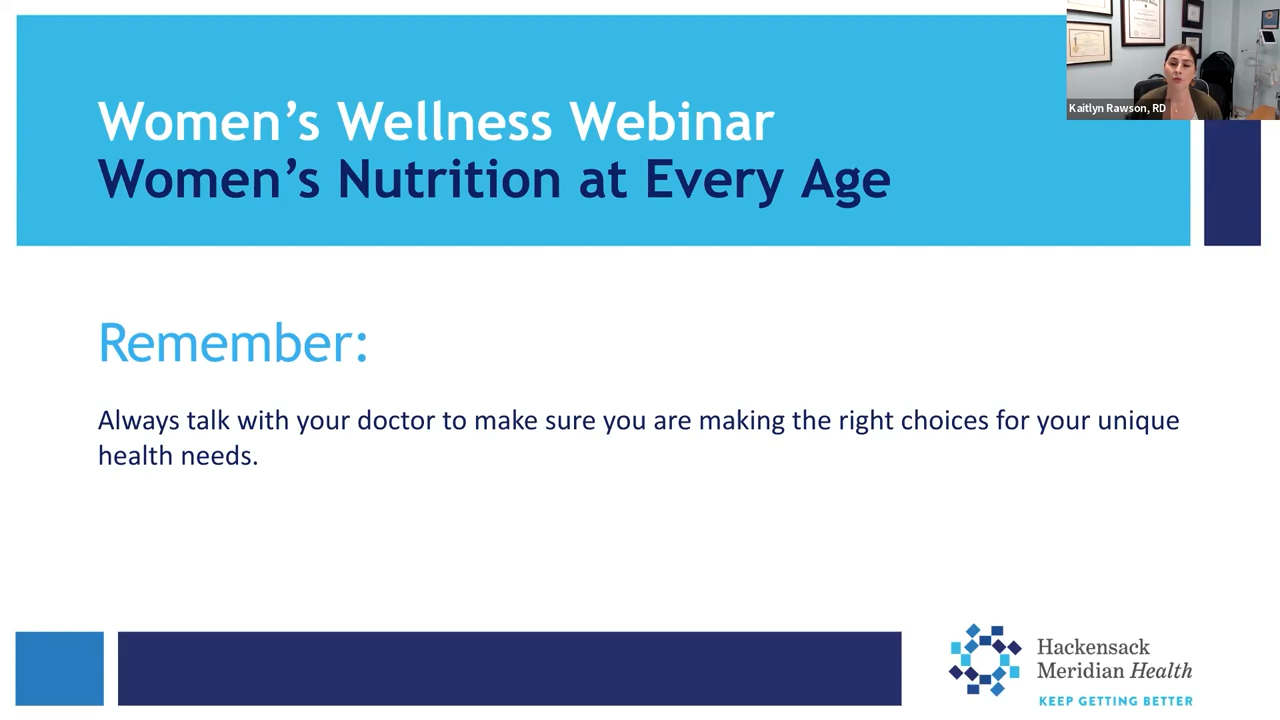 Women's Wellness Webinar
Women's Nutrition at Every Age
Kaitlyn Rawson, RD
Remember:
Always talk with your doctor to make sure you are making the right choices for your unique
health needs.
Hackensack
Meridian Health
KEEP GETTING BETTER